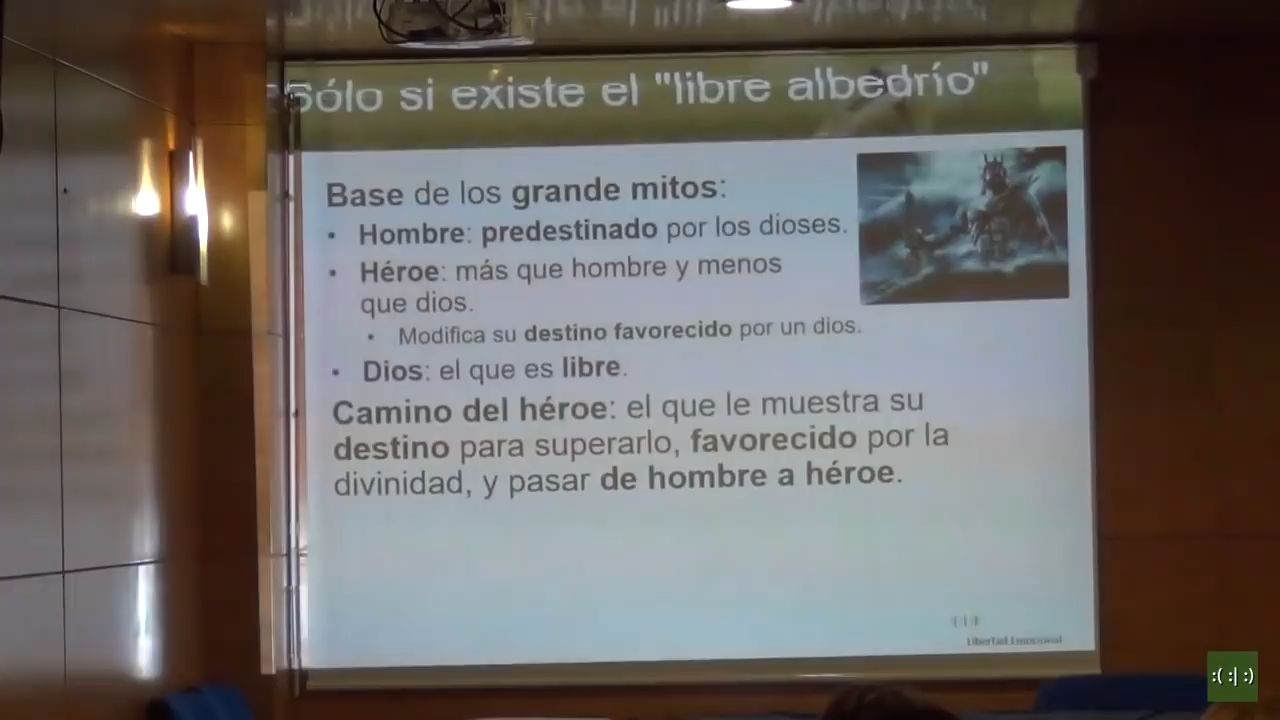 Sólo si existe el "libre albedrío"
Base de los grande mitos:
• Hombre: predestinado por los dioses.
• Héroe: más que hombre y menos
que dios.
• Modifica su destino favorecido por un dios.
• Dios: el que es libre.
Camino del héroe: el que le muestra su
destino para superarlo, favorecido por la
divinidad, y pasar de hombre a héroe.
Libertad Emocional
:( :| :)